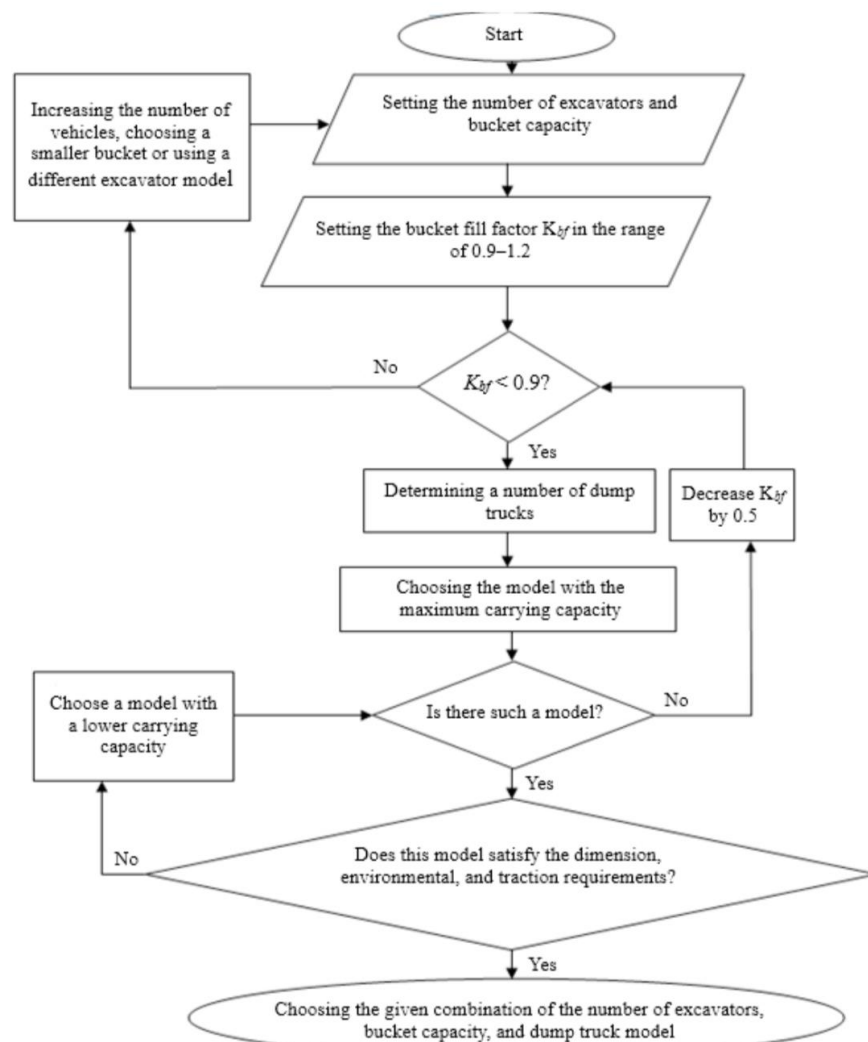 Start
Setting the number of excavators and
bucket capacity
Increasing the number of
vehicles, choosing a
smaller bucket or using a
different excavator model
Setting the bucket fill factor Kbf in the range
of 0.9–1.2
No
Kbf < 0.9?
Yes
Determining a number of dump
trucks
Decrease Kbf
by 0.5
Choosing the model with the
maximum carrying capacity
Choose a model with
a lower carrying
capacity
Is there such a model?
No
Yes
Does this model satisfy the dimension,
environmental, and traction requirements?
No
Yes
Choosing the given combination of the number of excavators,
bucket capacity, and dump truck model